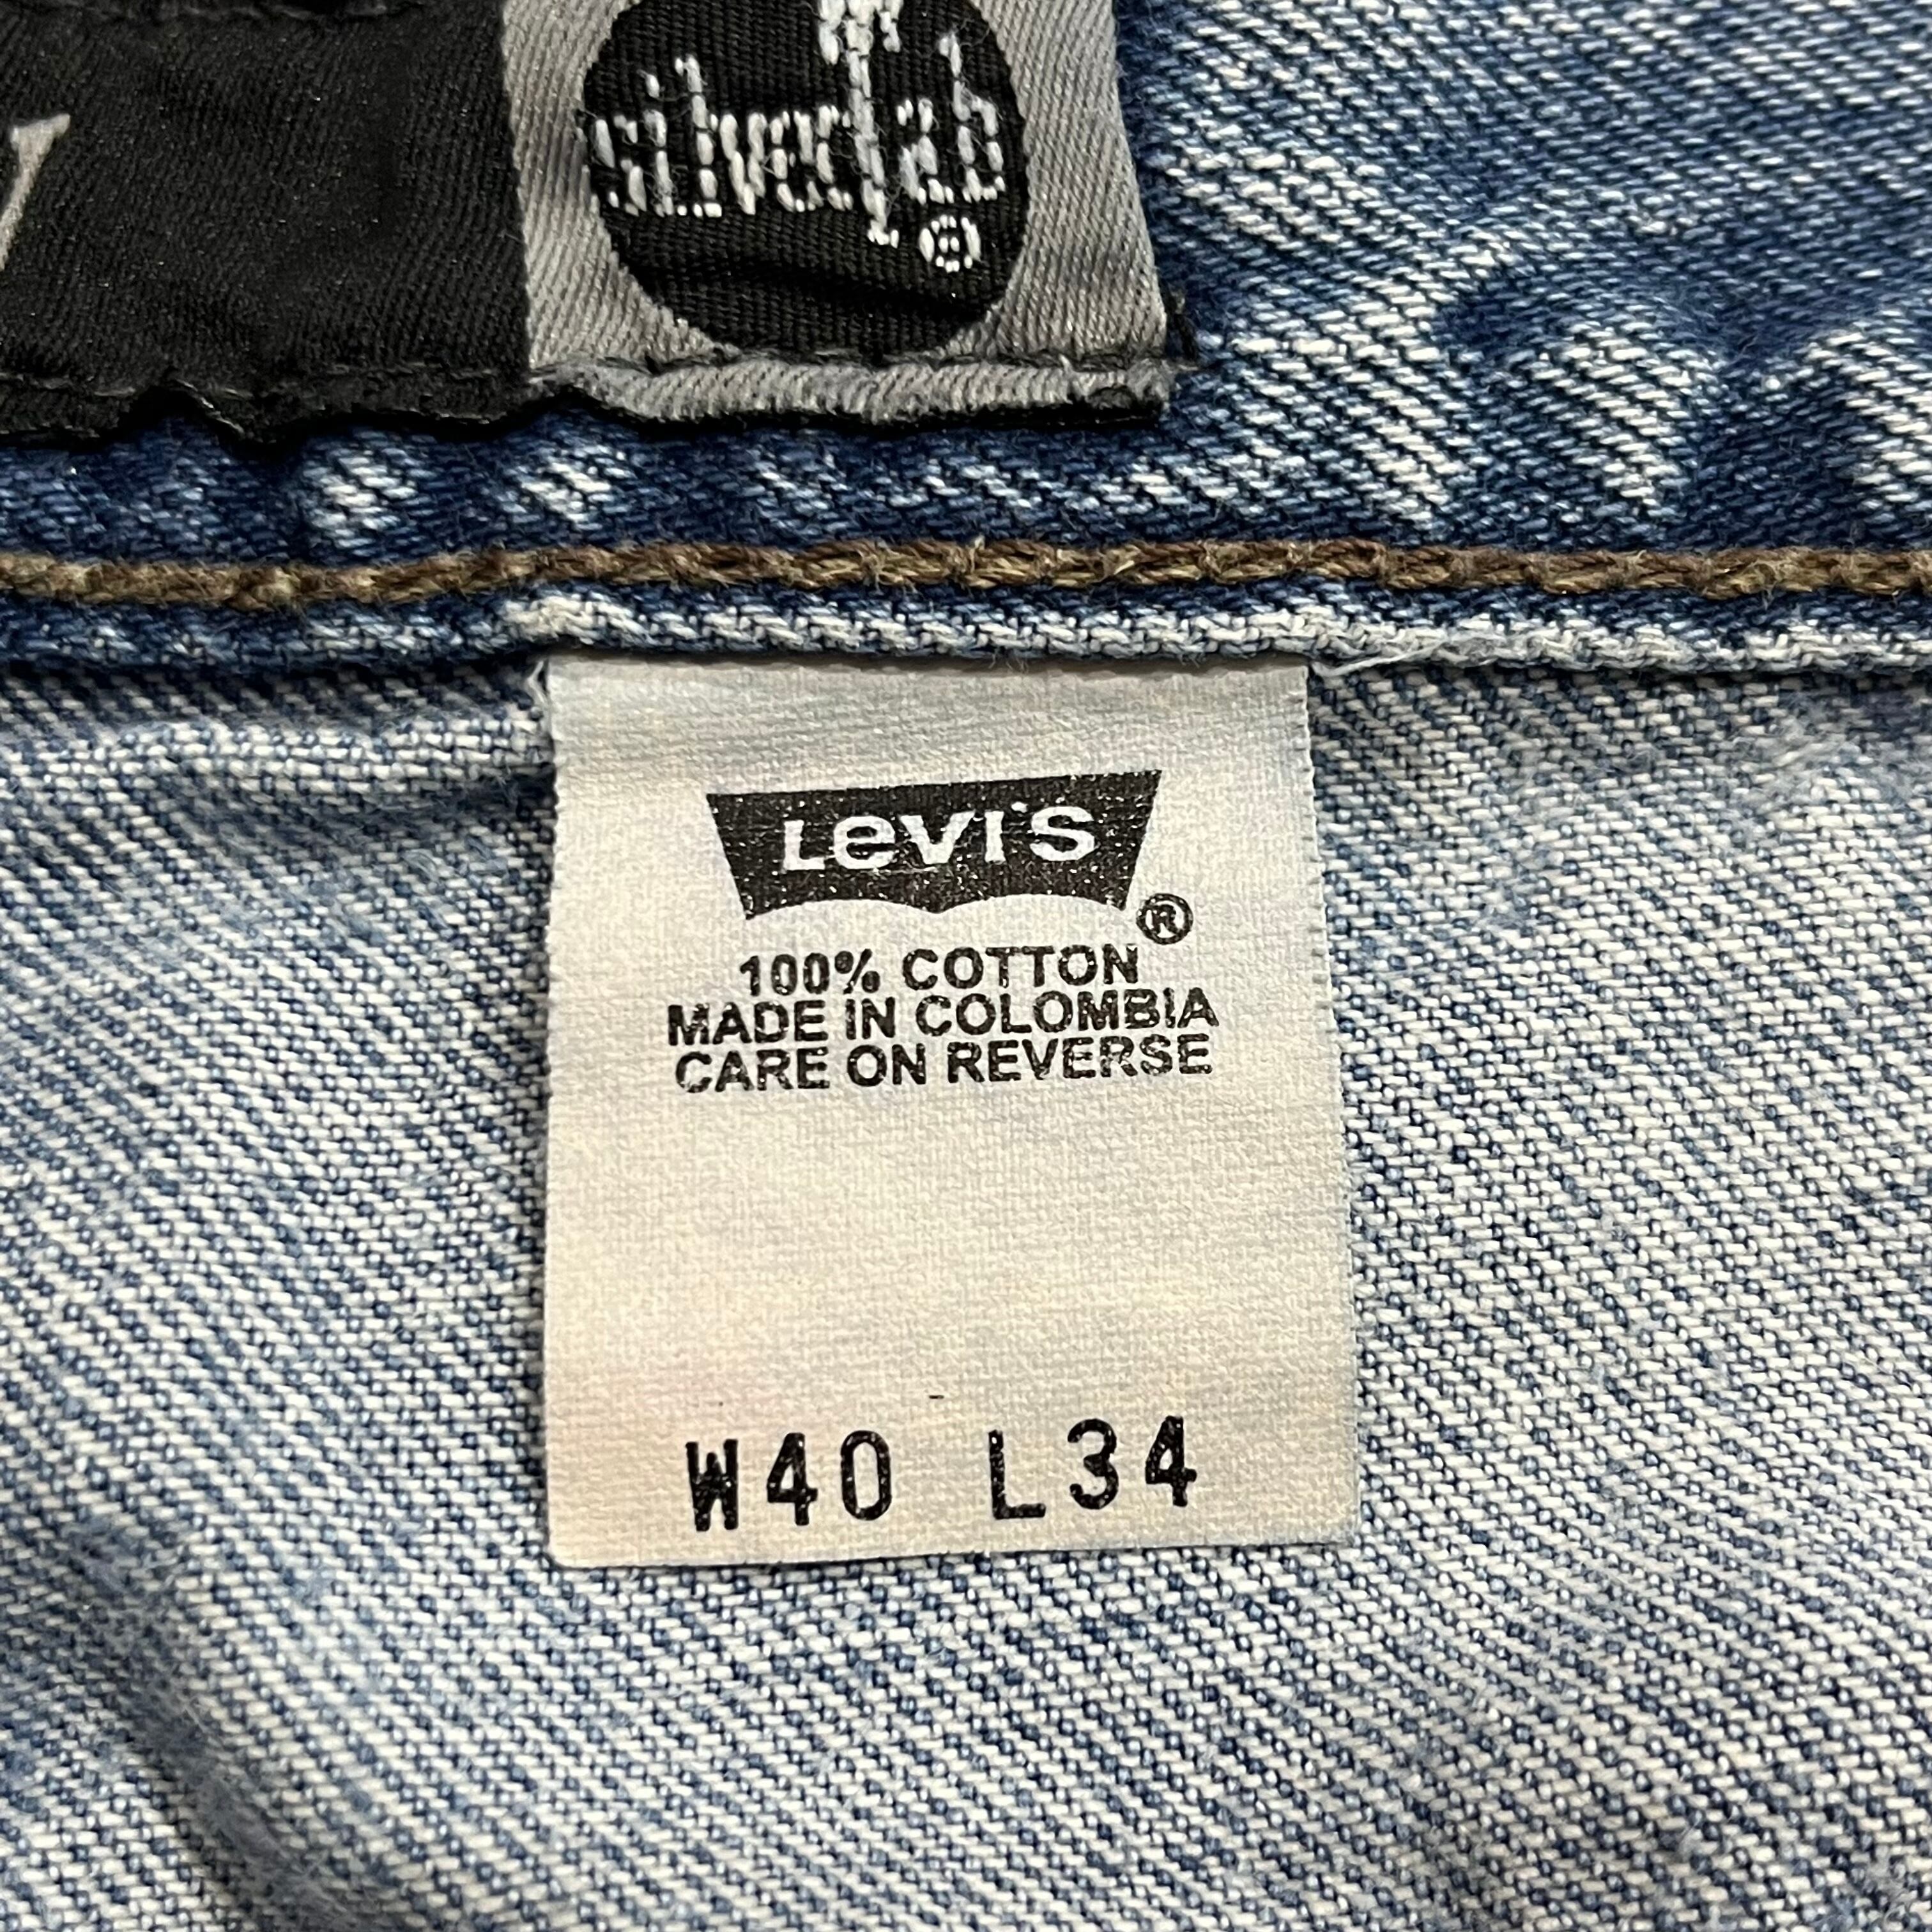 silvertab
®
Levi's
®
100% COTTON
MADE IN COLOMBIA
CARE ON REVERSE
W40 L34